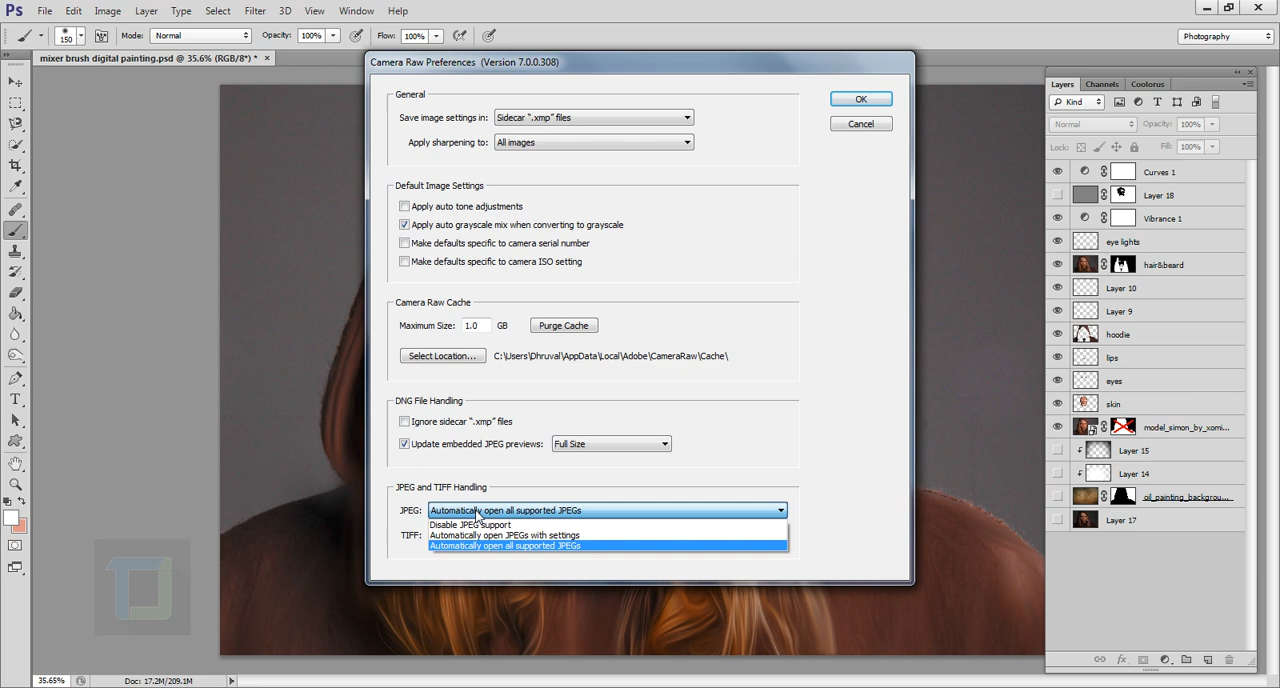 Ps File Edit Image Layer Type Select Filter 3D View Window Help
150 Mode: Normal Opacity: 100% Flow: 100% Photography
mixer brush digital painting.psd @ 35.6% (RGB/8*) * ×
Camera Raw Preferences (Version 7.0.0.308)
General
Save image settings in: Sidecar “.xmp” files
Apply sharpening to: All images
OK
Cancel
Default Image Settings
Apply auto tone adjustments
Apply auto grayscale mix when converting to grayscale
Make defaults specific to camera serial number
Make defaults specific to camera ISO setting
Camera Raw Cache
Maximum Size: 1.0 GB Purge Cache
Select Location... C:\Users\Dhruval\AppData\Local\Adobe\CameraRaw\Cache\
DNG File Handling
Ignore sidecar “.xmp” files
Update embedded JPEG previews: Full Size
JPEG and TIFF Handling
JPEG: Automatically open all supported JPEGs
Disable JPEG support
TIFF: Automatically open JPEGs with settings
Automatically open all supported JPEGs
Layers Channels Coolorus
Kind
Normal Opacity: 100%
Lock: Fill: 100%
Curves 1
Layer 18
Vibrance 1
eye lights
hair&beard
Layer 10
Layer 9
hoodie
lips
eyes
skin
model_simon_by_xomi...
Layer 15
Layer 14
oil_painting_backgrou...
Layer 17
TJ
35.65% Doc: 17.2M/209.1M